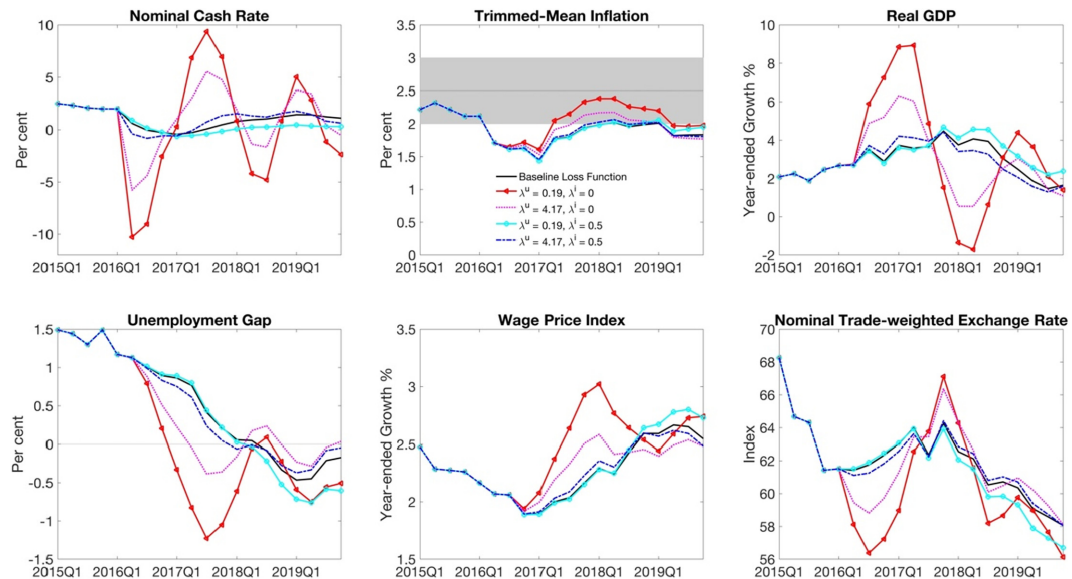 Nominal Cash Rate
Per cent
10
5
0
-5
-10
2015Q1 2016Q1 2017Q1 2018Q1 2019Q1
Trimmed-Mean Inflation
Per cent
3.5
3
2.5
2
1.5
1
0.5
0
Baseline Loss Function
λᵘ = 0.19, λⁱ = 0
λᵘ = 4.17, λⁱ = 0
λᵘ = 0.19, λⁱ = 0.5
λᵘ = 4.17, λⁱ = 0.5
2015Q1 2016Q1 2017Q1 2018Q1 2019Q1
Real GDP
Year-ended Growth %
10
8
6
4
2
0
-2
2015Q1 2016Q1 2017Q1 2018Q1 2019Q1
Unemployment Gap
Per cent
1.5
1
0.5
0
-0.5
-1
-1.5
2015Q1 2016Q1 2017Q1 2018Q1 2019Q1
Wage Price Index
Year-ended Growth %
3.5
3
2.5
2
1.5
2015Q1 2016Q1 2017Q1 2018Q1 2019Q1
Nominal Trade-weighted Exchange Rate
Index
70
68
66
64
62
60
58
56
2015Q1 2016Q1 2017Q1 2018Q1 2019Q1